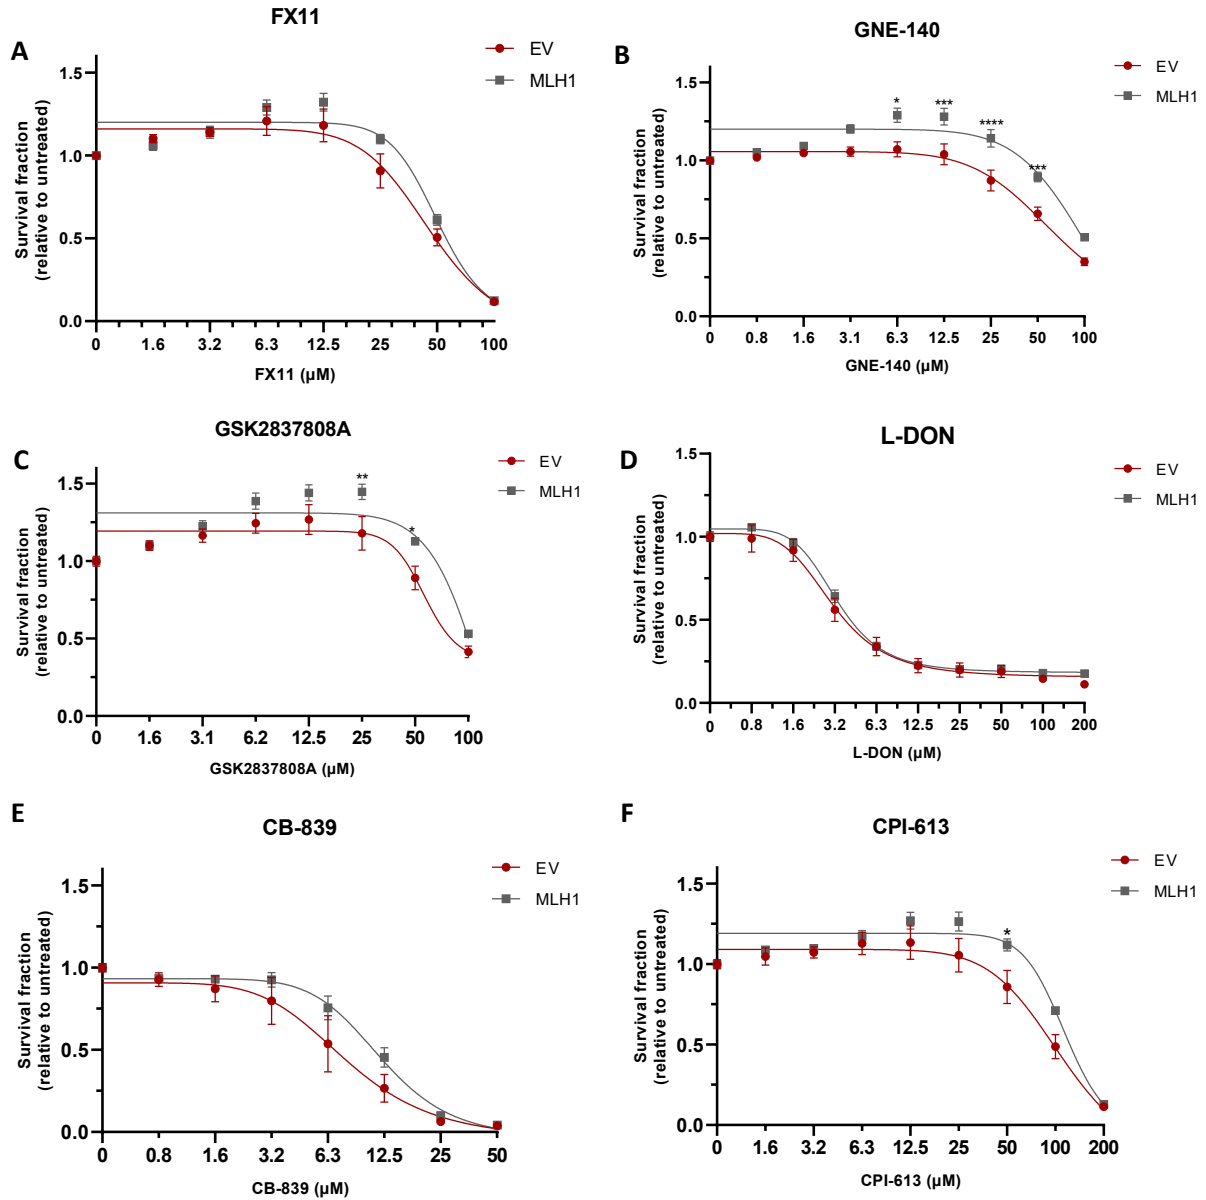 FX11
A
EV
MLH1
1.5
1.0
0.5
0.0
Survival fraction
(relative to untreated)
0 1.6 3.2 6.3 12.5 25 50 100
FX11 (µM)
GNE-140
B
EV
MLH1
1.5
1.0
0.5
0.0
Survival fraction
(relative to untreated)
* *** **** ***
0 0.8 1.6 3.1 6.3 12.5 25 50 100
GNE-140 (µM)
GSK2837808A
C
EV
MLH1
1.5
1.0
0.5
0.0
Survival fraction
(relative to untreated)
** *
0 1.6 3.1 6.2 12.5 25 50 100
GSK2837808A (µM)
L-DON
D
EV
MLH1
1.5
1.0
0.5
0.0
Survival fraction
(relative to untreated)
0 0.8 1.6 3.2 6.3 12.5 25 50 100 200
L-DON (µM)
E
CB-839
EV
MLH1
1.5
1.0
0.5
0.0
Survival fraction
(relative to untreated)
0 0.8 1.6 3.2 6.3 12.5 25 50
CB-839 (µM)
F
CPI-613
EV
MLH1
1.5
1.0
0.5
0.0
Survival fraction
(relative to untreated)
*
0 1.6 3.2 6.3 12.5 25 50 100 200
CPI-613 (µM)